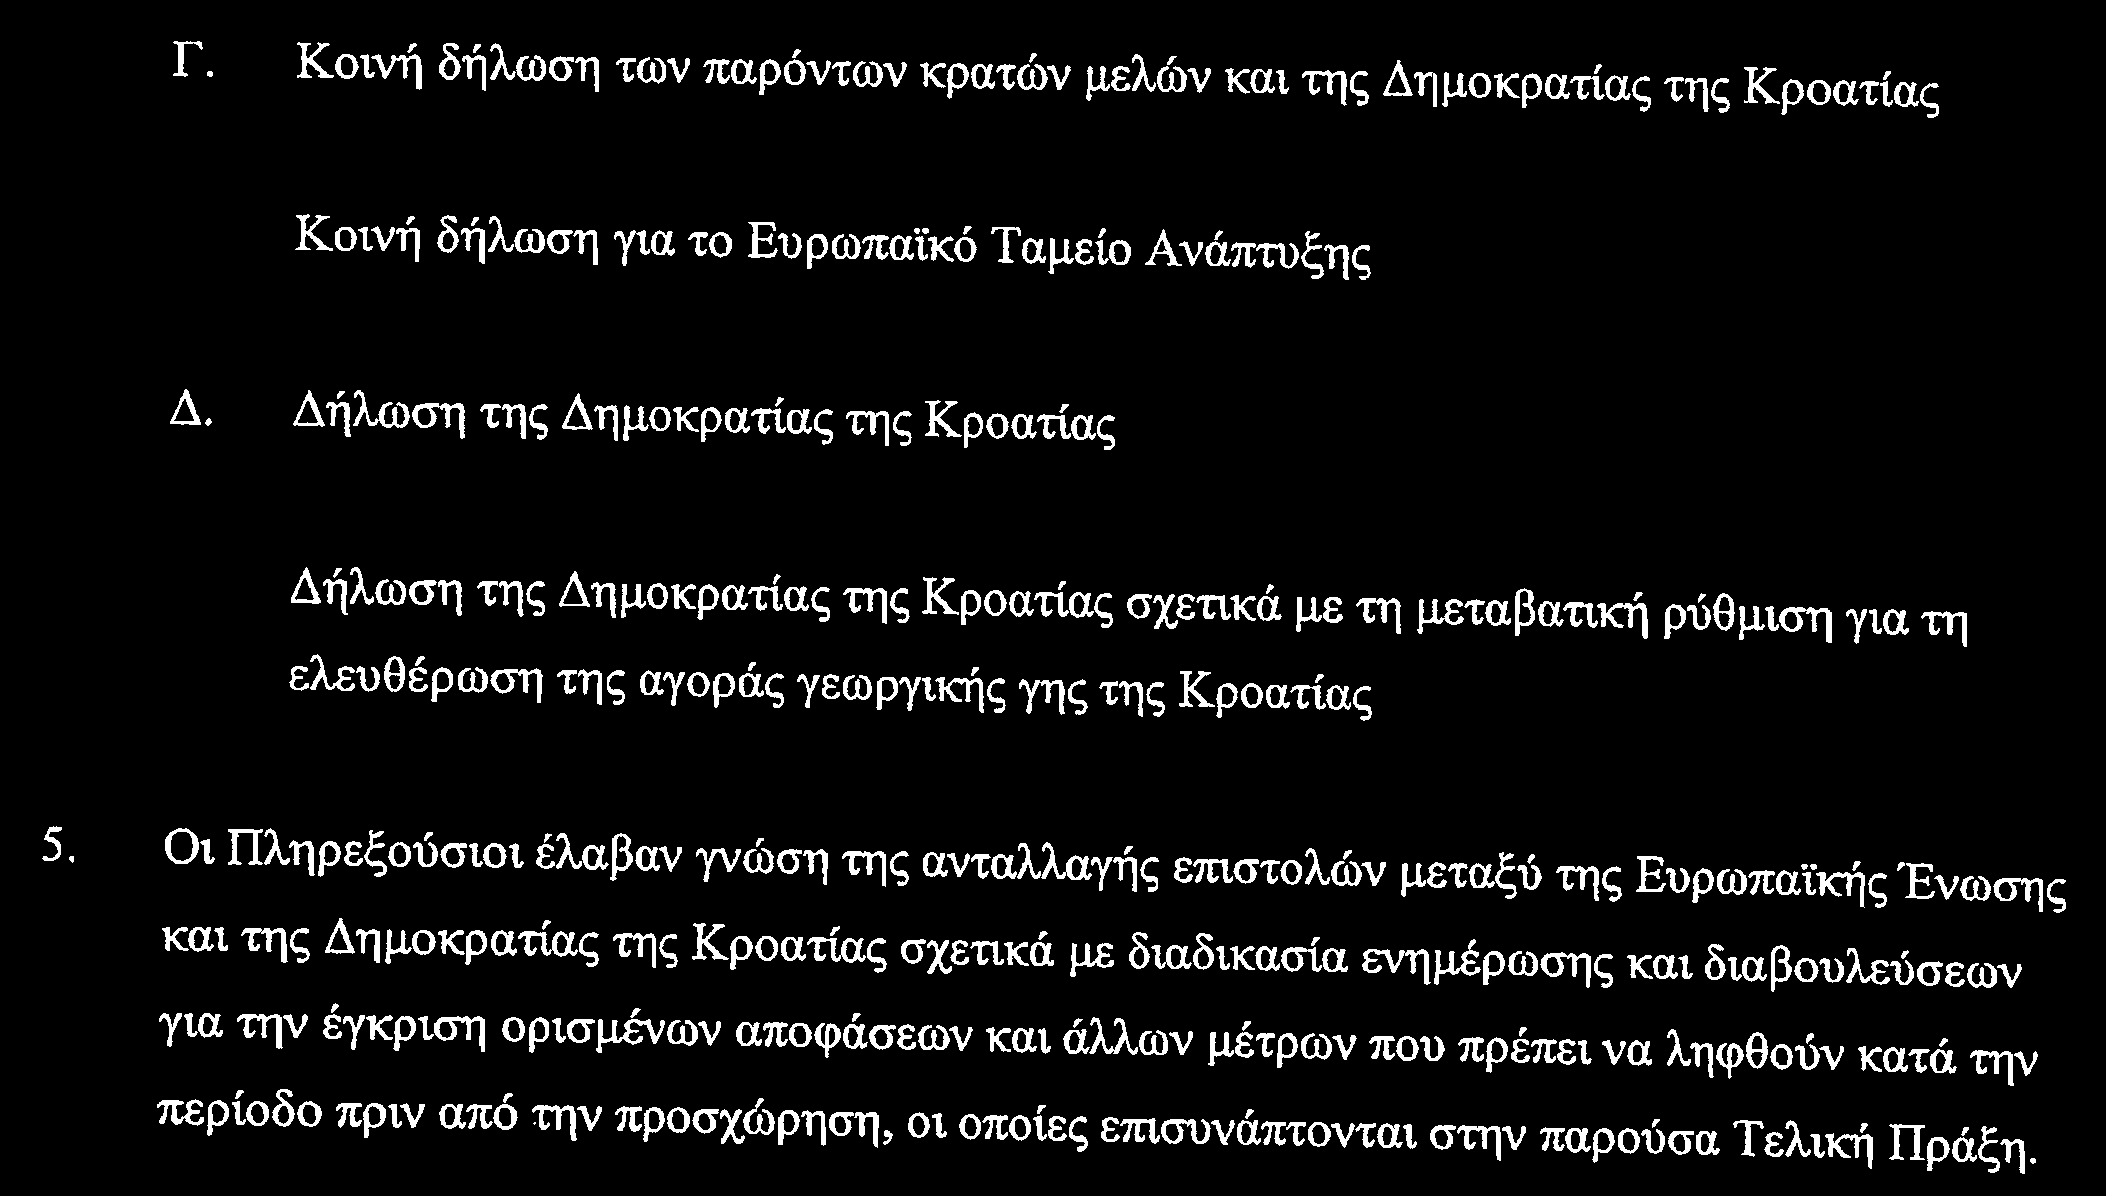 Γ. Κοινή δήλωση των παρόντων κρατών μελών και της Δημοκρατίας της Κροατίας
Κοινή δήλωση για το Ευρωπαϊκό Ταμείο Ανάπτυξης
Δ. Δήλωση της Δημοκρατίας της Κροατίας
Δήλωση της Δημοκρατίας της Κροατίας σχετικά με τη μεταβατική ρύθμιση για τη
ελευθέρωση της αγοράς γεωργικής γης της Κροατίας
5. Οι Πληρεξούσιοι έλαβαν γνώση της ανταλλαγής επιστολών μεταξύ της Ευρωπαϊκής Ένωσης
και της Δημοκρατίας της Κροατίας σχετικά με διαδικασία ενημέρωσης και διαβουλεύσεων
για την έγκριση ορισμένων αποφάσεων και άλλων μέτρων που πρέπει να ληφθούν κατά την
περίοδο πριν από την προσχώρηση, οι οποίες επισυνάπτονται στην παρούσα Τελική Πράξη.